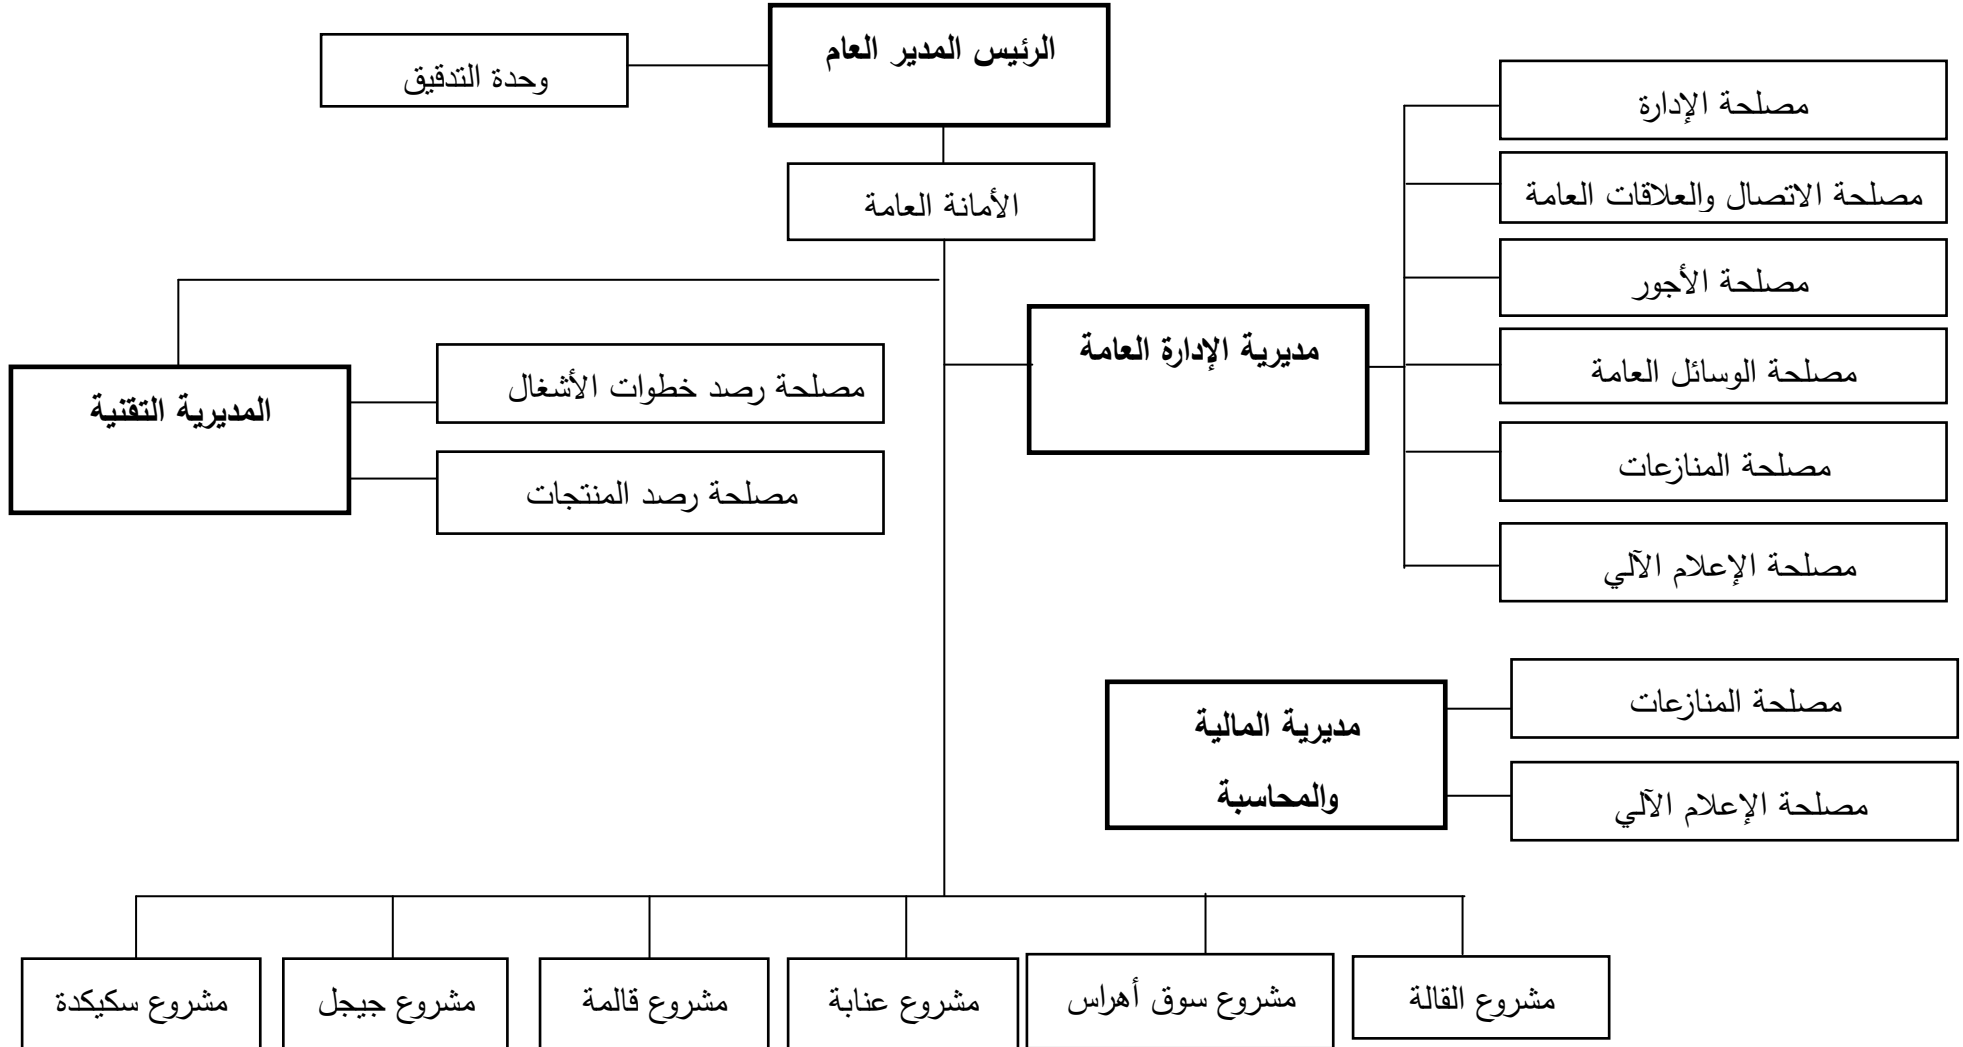 الرئيس المدير العام
وحدة التدقيق
مصلحة الإدارة
الأمانة العامة
مصلحة الاتصال والعلاقات العامة
مصلحة الأجور
مديرية الإدارة العامة
مصلحة الوسائل العامة
مصلحة رصد خطوات الأشغال
المديرية التقنية
مصلحة المنازعات
مصلحة رصد المنتجات
مصلحة الإعلام الآلي
مصلحة المنازعات
مديرية المالية
والمحاسبة
مصلحة الإعلام الآلي
مشروع القالة
مشروع سوق أهراس
مشروع عنابة
مشروع قالمة
مشروع جيجل
مشروع سكيكدة